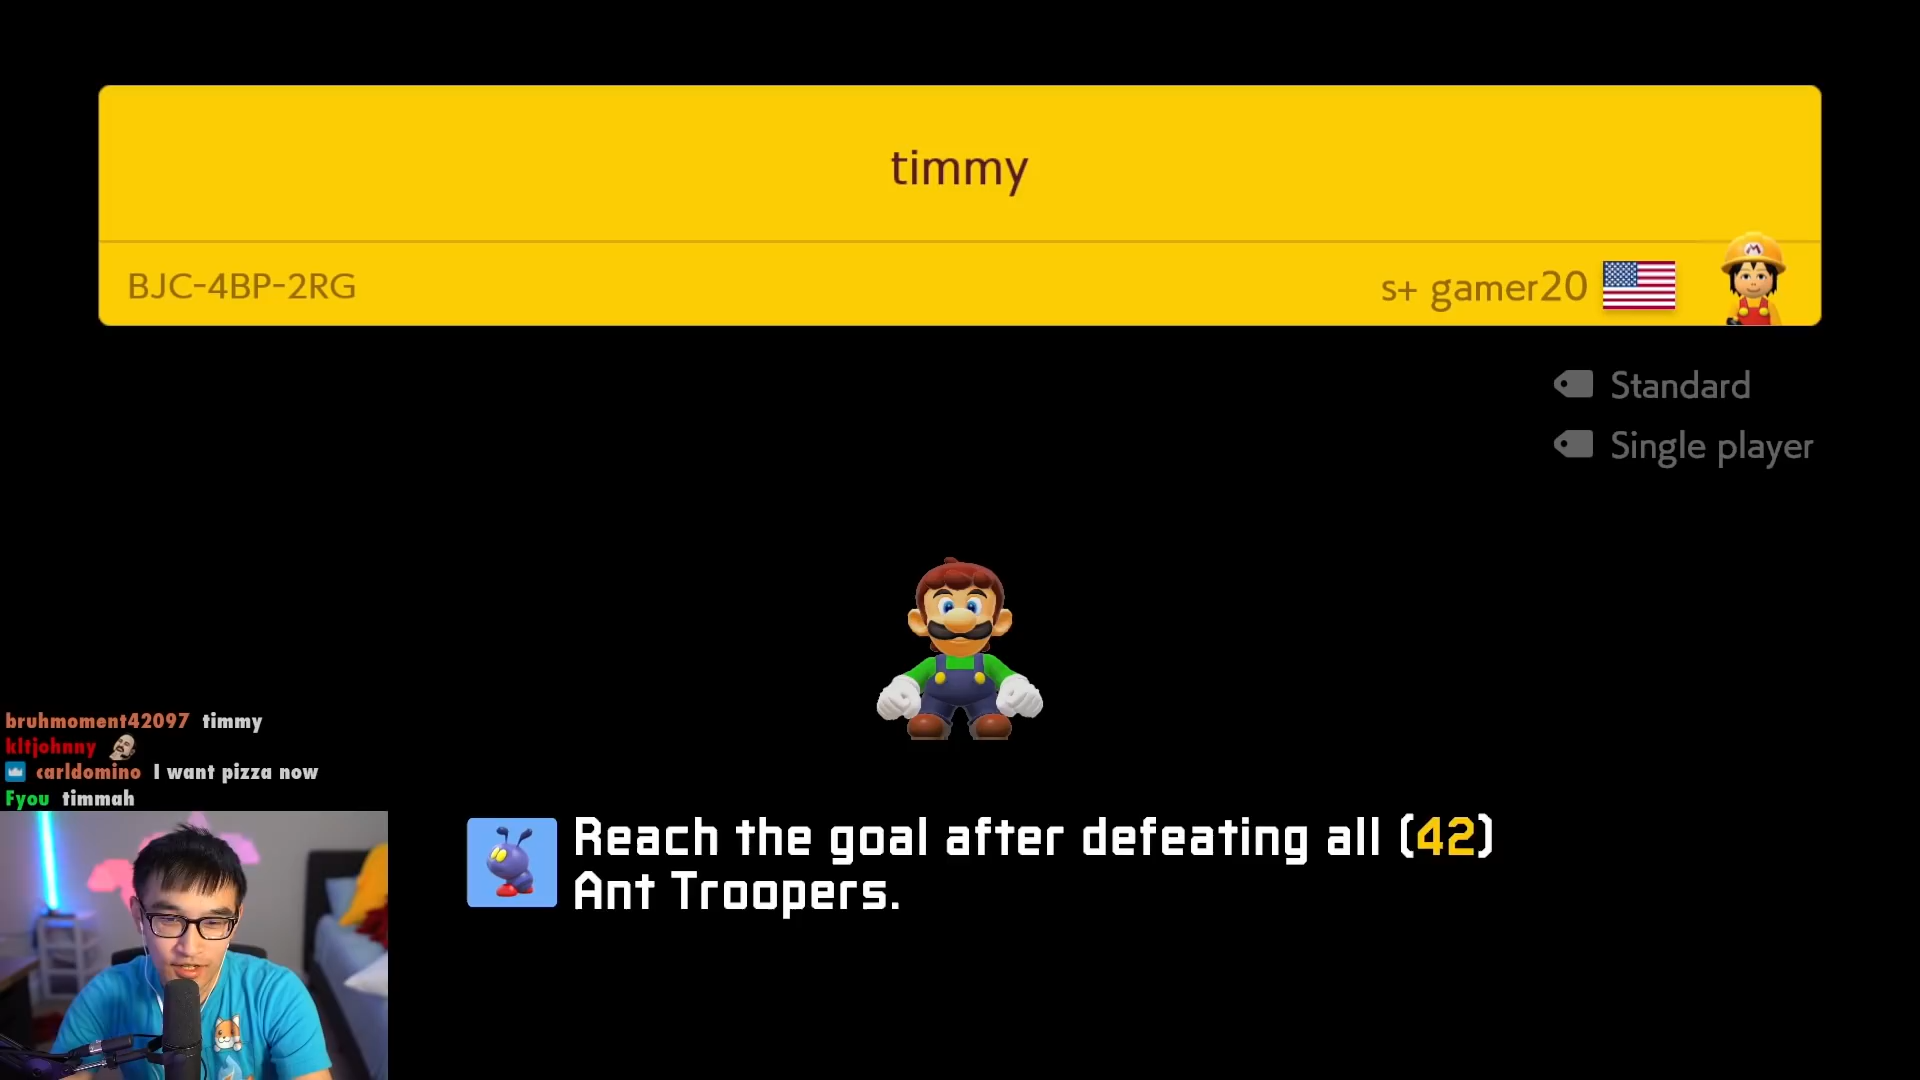 timmy
BJC-4BP-2RG
s+ gamer20
Standard
Single player
bruhmoment42097 timmy
kltjohnny
carldomino I want pizza now
Fyou timmah
Reach the goal after defeating all (42)
Ant Troopers.